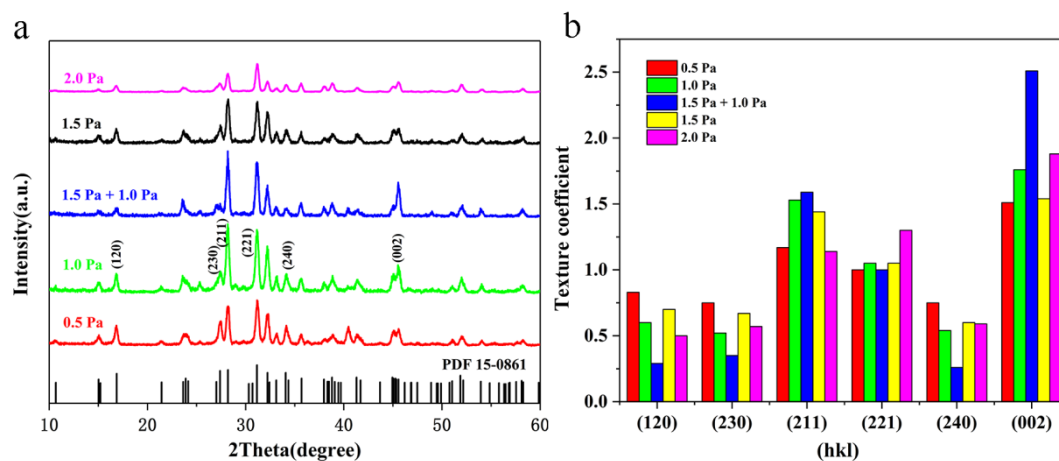 a
2.0 Pa
1.5 Pa
1.5 Pa + 1.0 Pa
(120)
(230)
(211)
(221)
(240)
(002)
1.0 Pa
0.5 Pa
PDF 15-0861
10
20
30
40
50
60
2Theta(degree)
Intensity(a.u.)
b
0.5 Pa
1.0 Pa
1.5 Pa + 1.0 Pa
1.5 Pa
2.0 Pa
2.5
2.0
1.5
1.0
0.5
0.0
Texture coefficient
(120)
(230)
(211)
(221)
(240)
(002)
(hkl)